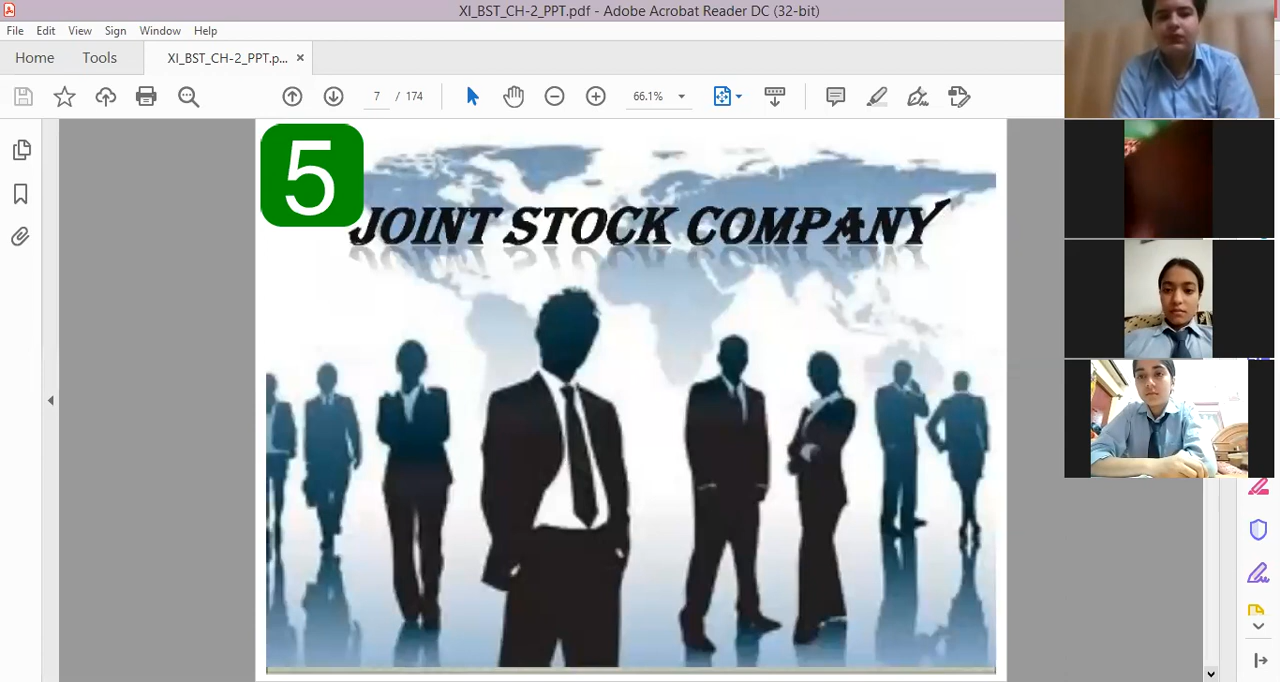 XI_BST_CH-2_PPT.pdf - Adobe Acrobat Reader DC (32-bit)
File Edit View Sign Window Help
Home Tools XI_BST_CH-2_PPT.p... ×
7 / 174 66.1%
5
JOINT STOCK COMPANY